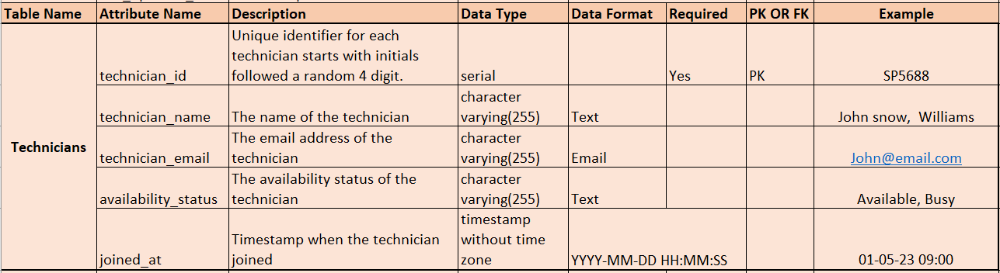 Table Name Attribute Name Description Data Type Data Format Required PK OR FK Example
Unique identifier for each
technician starts with initials
technician_id followed a random 4 digit. serial Yes PK SP5688
character
technician_name The name of the technician varying(255) Text John snow,  Williams
Technicians
The email address of the character
technician_email technician varying(255) Email John@email.com
The availability status of the character
availability_status technician varying(255) Text Available, Busy
timestamp
Timestamp when the technician without time
joined_at joined zone YYYY-MM-DD HH:MM:SS 01-05-23 09:00